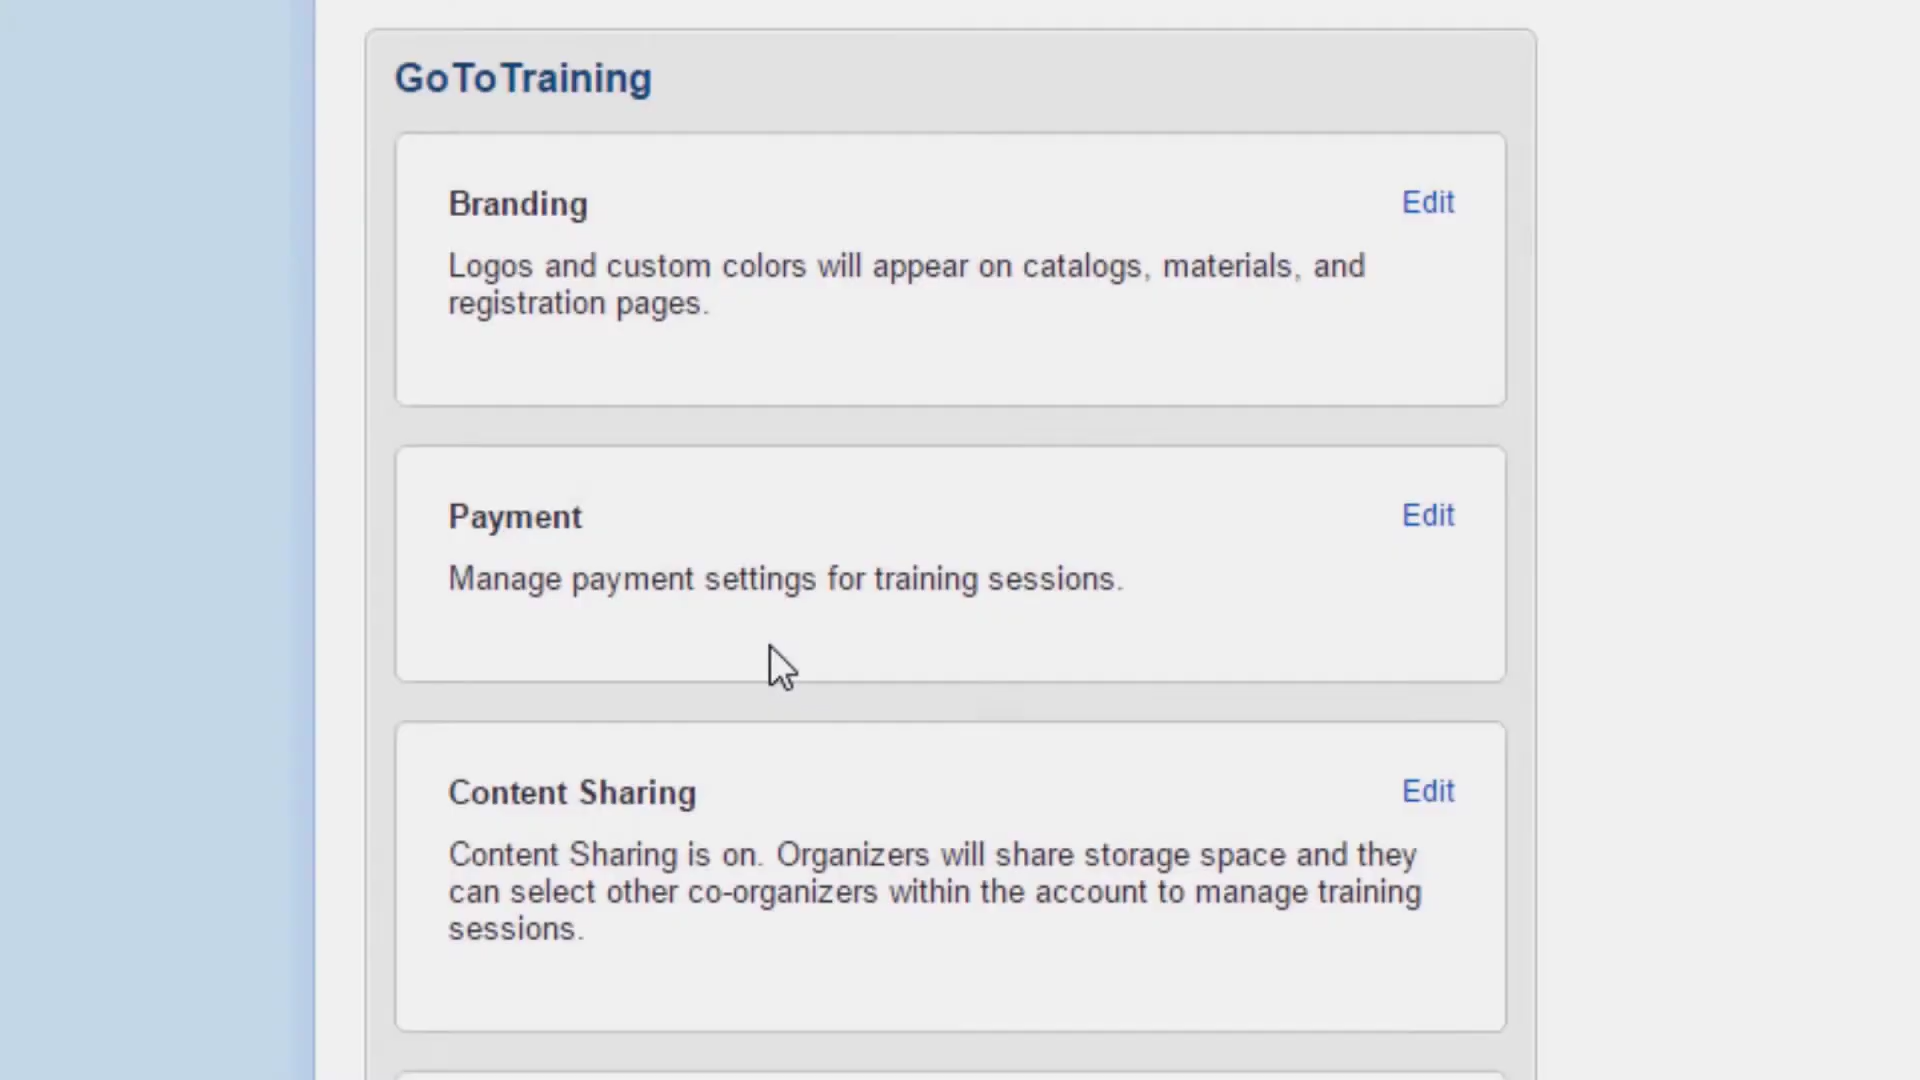 GoToTraining
Branding
Edit
Logos and custom colors will appear on catalogs, materials, and
registration pages.
Payment
Edit
Manage payment settings for training sessions.
Content Sharing
Edit
Content Sharing is on. Organizers will share storage space and they
can select other co-organizers within the account to manage training
sessions.